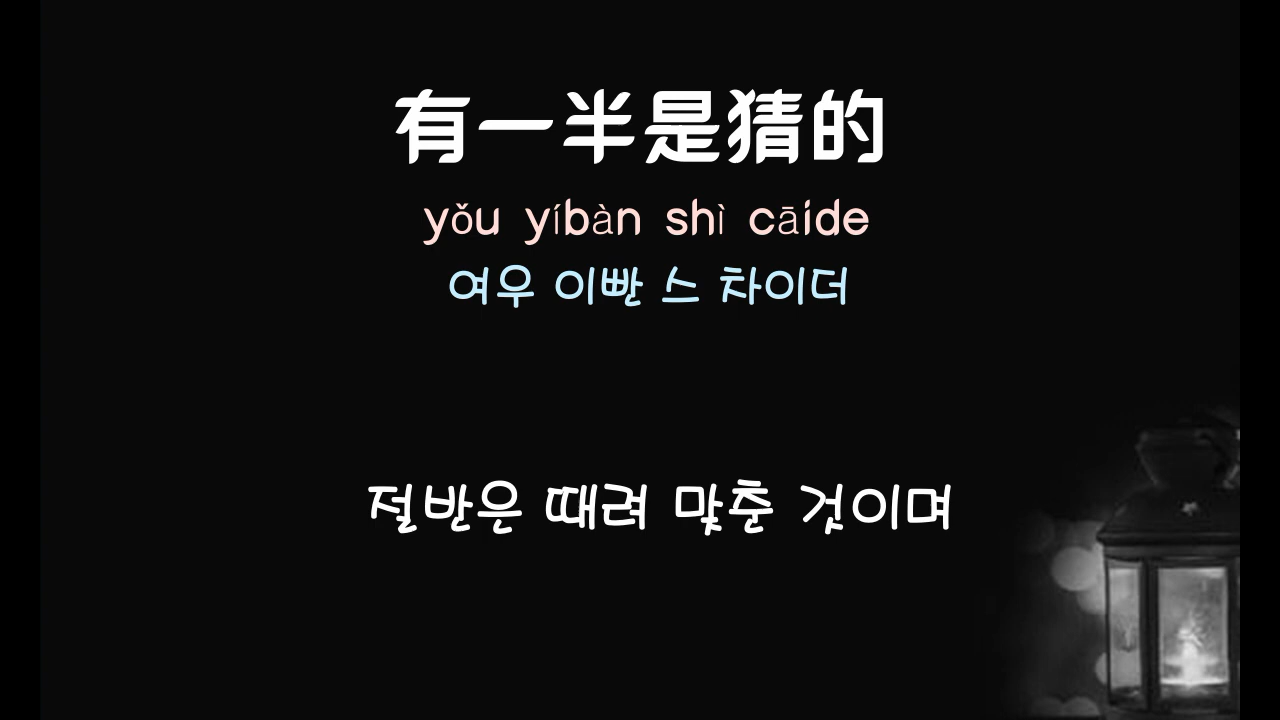 有一半是猜的
yǒu yíbàn shì cāide
여우 이빤 스 차이더
절반은 때려 맞춘 것이며